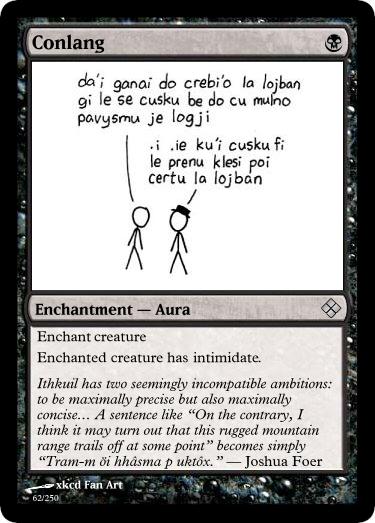 Conlang
da'i ganai do crebi'o la lojban
gi le se cusku be do cu mulno
pavysmu je logji
.i .ie ku'i cusku fi
le prenu klesi poi
certu la lojban
Enchantment — Aura
Enchant creature
Enchanted creature has intimidate.
Ithkuil has two seemingly incompatible ambitions:
to be maximally precise but also maximally
concise… A sentence like “On the contrary, I
think it may turn out that this rugged mountain
range trails off at some point” becomes simply
“Tram-m öi hhâsma p uktôx.” — Joshua Foer
xkcd Fan Art
62/250